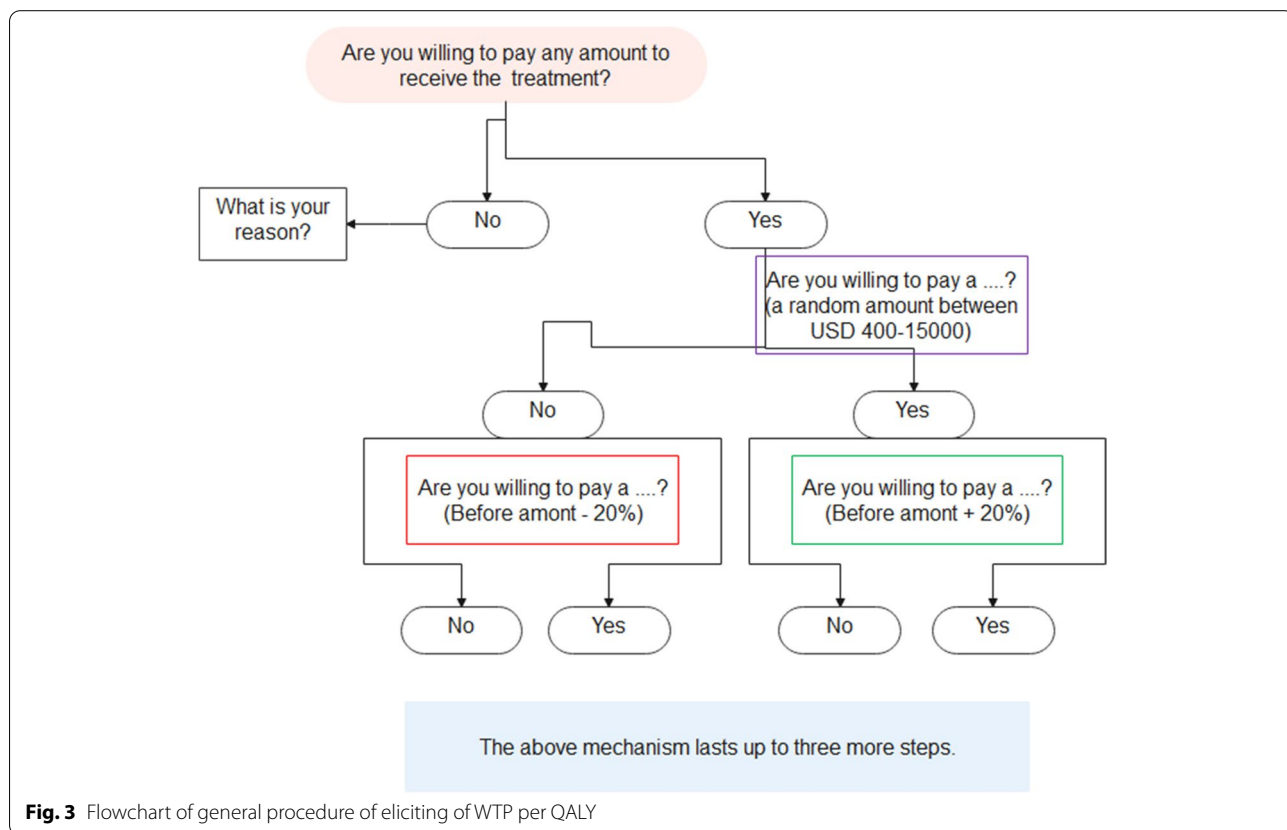 Are you willing to pay any amount to
receive the treatment?
What is your
reason?
No
Yes
Are you willing to pay a ....?
(a random amount between
USD 400-15000)
No
Yes
Are you willing to pay a ....?
(Before amont - 20%)
Are you willing to pay a ....?
(Before amont + 20%)
No
Yes
No
Yes
The above mechanism lasts up to three more steps.
Fig. 3 Flowchart of general procedure of eliciting of WTP per QALY